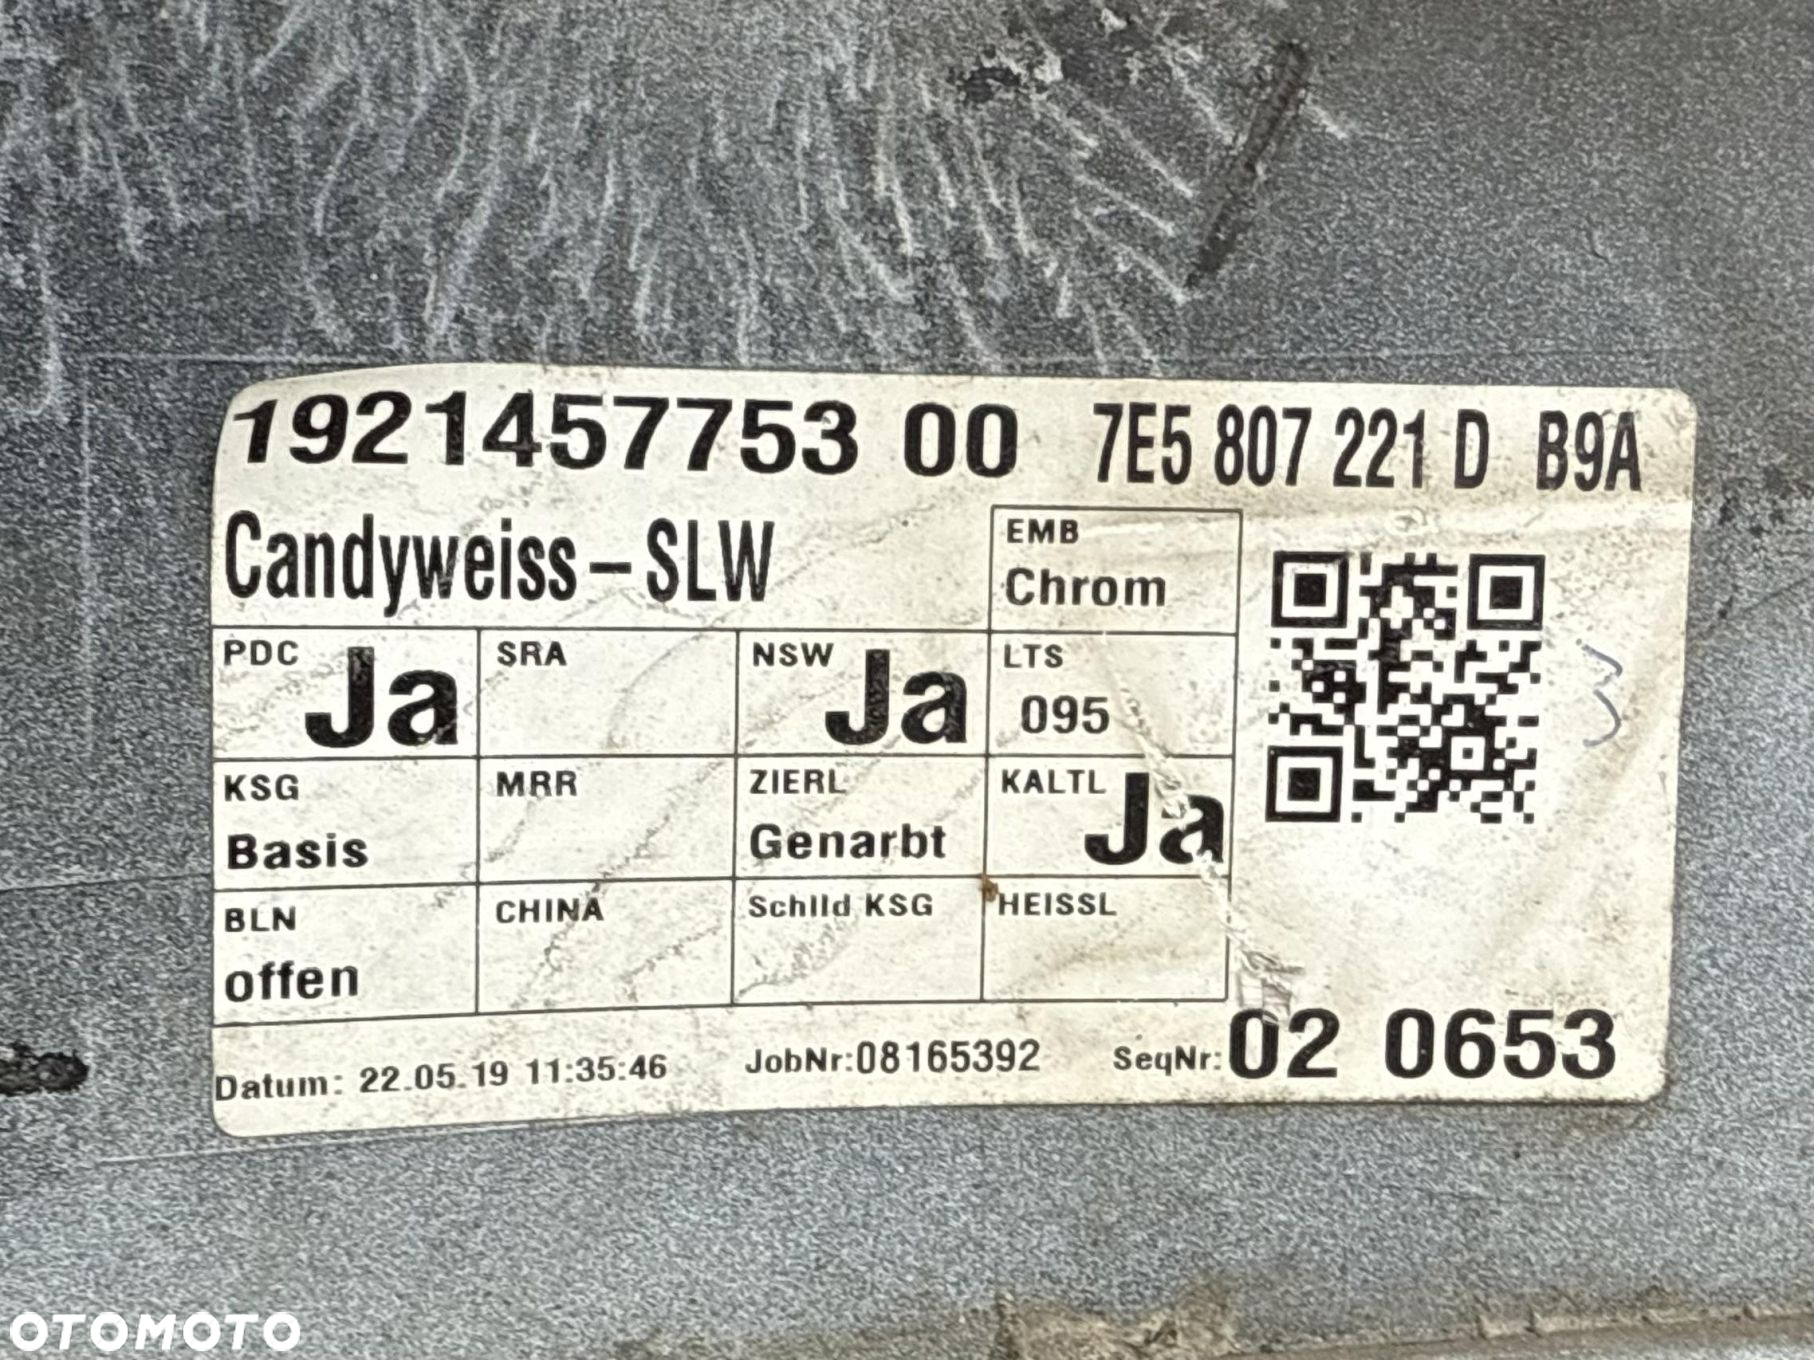 1921457753 00 7E5 807 221 D B9A
Candyweiss-SLW
EMB
Chrom
PDC Ja SRA NSW Ja LTS
095
KSG MRR ZIERL KALTL Ja
Basis Genarbt
BLN CHINA Schild KSG HEISSL
offen
Datum: 22.05.19 11:35:46 JobNr:08165392 SeqNr:02 0653
3
OTOMOTO